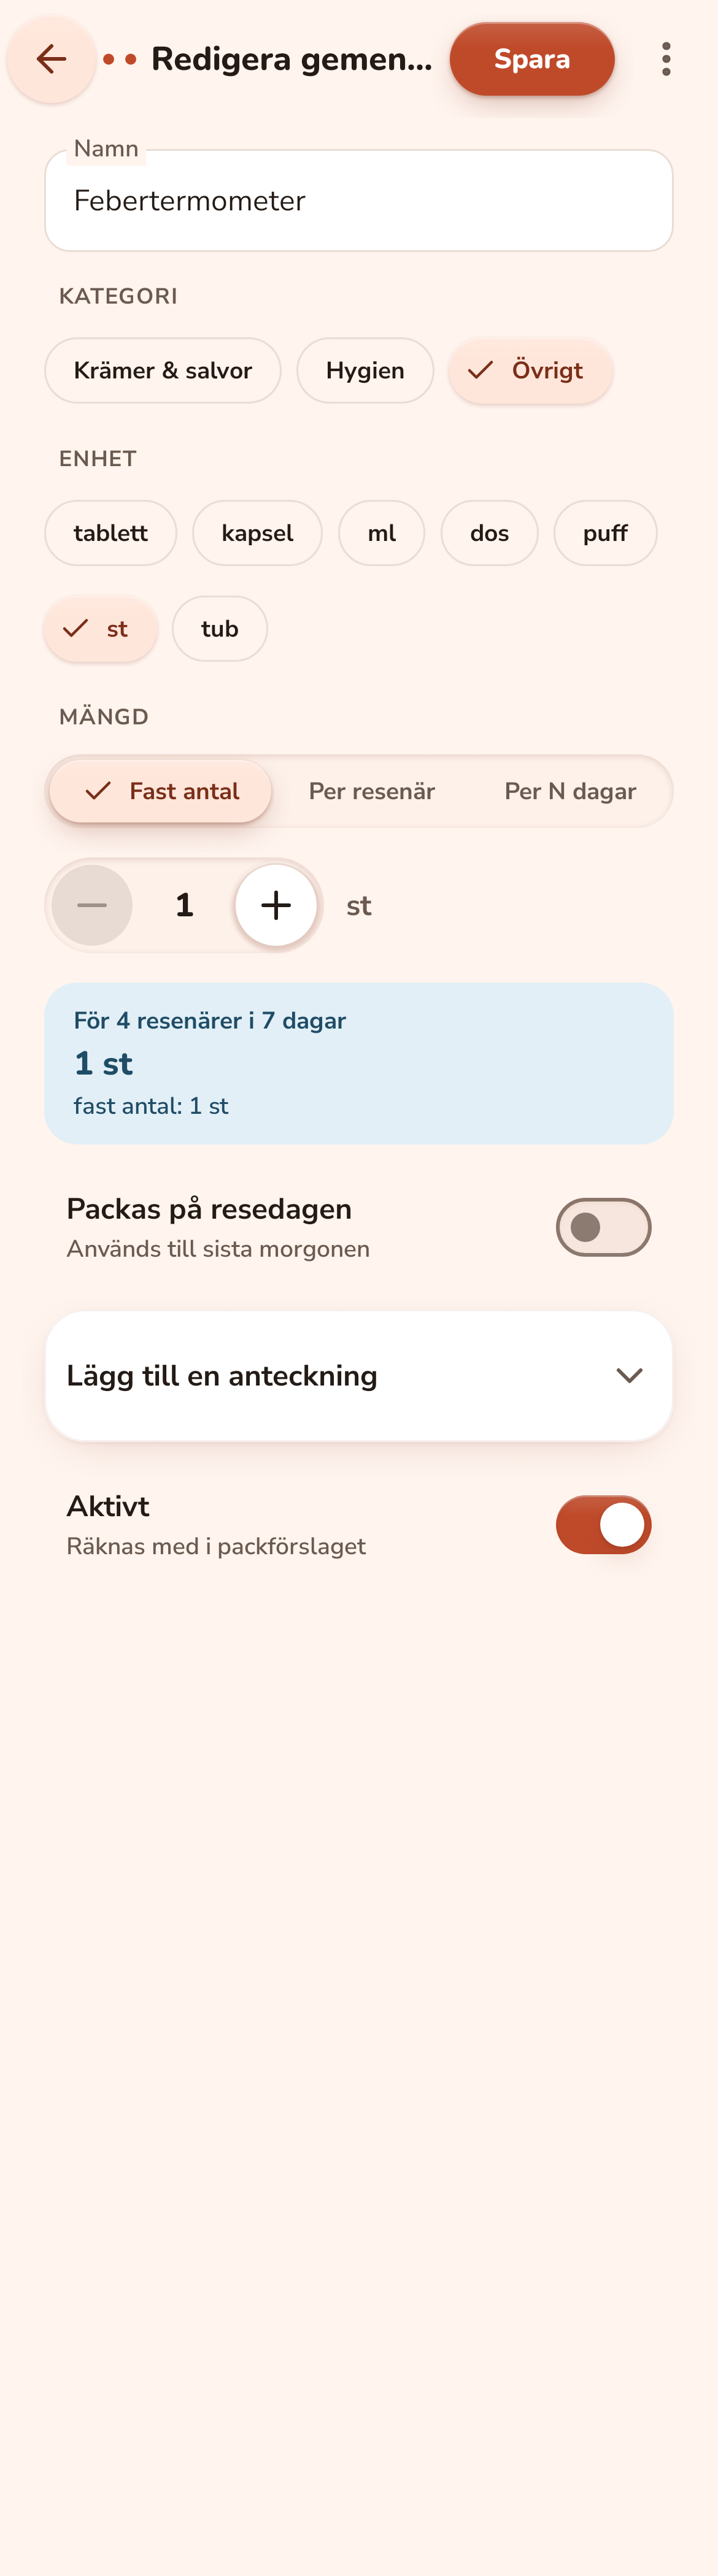 Redigera gemen...
Spara
Namn
Febertermometer
KATEGORI
Krämer & salvor
Hygien
Övrigt
ENHET
tablett
kapsel
ml
dos
puff
st
tub
MÄNGD
Fast antal
Per resenär
Per N dagar
1
st
För 4 resenärer i 7 dagar
1 st
fast antal: 1 st
Packas på resedagen
Används till sista morgonen
Lägg till en anteckning
Aktivt
Räknas med i packförslaget